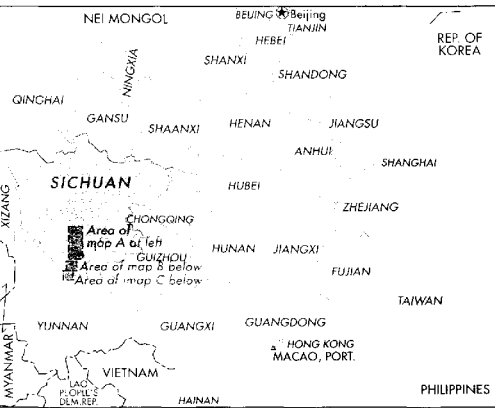 NEI MONGOL
BEIJING Beijing
TIANJIN
HEBEI
REP. OF
KOREA
NINGXIA
SHANXI
SHANDONG
QINGHAI
GANSU
SHAANXI
HENAN
JIANGSU
ANHUI
SHANGHAI
SICHUAN
HUBEI
XIZANG
ZHEJIANG
CHONGQING
Area of
map A at left
GUIZHOU
HUNAN
JIANGXI
Area of map B below
FUJIAN
Area of map C below
TAIWAN
YUNNAN
GUANGXI
GUANGDONG
HONG KONG
MACAO, PORT.
MYANMAR
VIETNAM
LAO
PEOPLE'S
DEM. REP.
HAINAN
PHILIPPINES